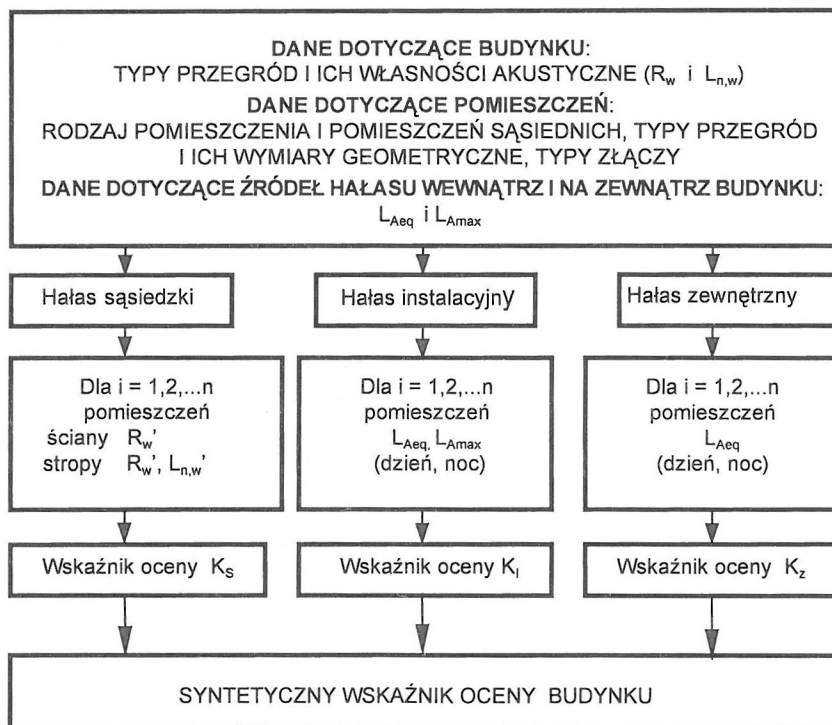 DANE DOTYCZĄCE BUDYNKU:
TYPY PRZEGRÓD I ICH WŁASNOŚCI AKUSTYCZNE (Rw i Ln,w)
DANE DOTYCZĄCE POMIESZCZEŃ:
RODZAJ POMIESZCZENIA I POMIESZCZEŃ SĄSIEDNICH, TYPY PRZEGRÓD
I ICH WYMIARY GEOMETRYCZNE, TYPY ZŁĄCZY
DANE DOTYCZĄCE ŹRÓDEŁ HAŁASU WEWNĄTRZ I NA ZEWNĄTRZ BUDYNKU:
LAeq i LAmax
Hałas sąsiedzki
Hałas instalacyjny
Hałas zewnętrzny
Dla i = 1,2,...n
pomieszczeń
ściany Rw'
stropy Rw', Ln,w'
Dla i = 1,2,...n
pomieszczeń
LAeq, LAmax
(dzień, noc)
Dla i = 1,2,...n
pomieszczeń
LAeq
(dzień, noc)
Wskaźnik oceny KS
Wskaźnik oceny KI
Wskaźnik oceny Kz
SYNTETYCZNY WSKAŹNIK OCENY BUDYNKU